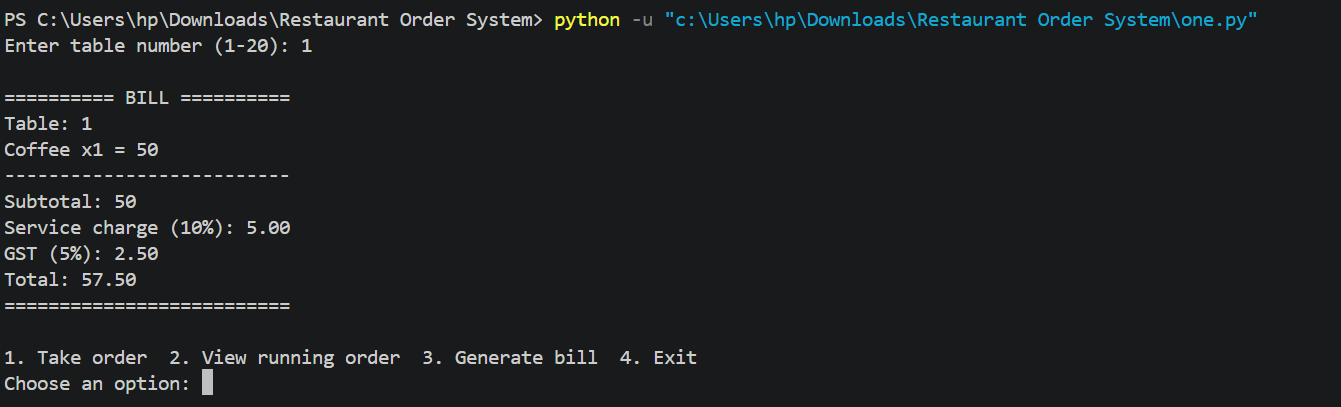 PS C:\Users\hp\Downloads\Restaurant Order System> python -u "c:\Users\hp\Downloads\Restaurant Order System\one.py"
Enter table number (1-20): 1
========== BILL ==========
Table: 1
Coffee x1 = 50
--------------------------
Subtotal: 50
Service charge (10%): 5.00
GST (5%): 2.50
Total: 57.50
==========================
1. Take order  2. View running order  3. Generate bill  4. Exit
Choose an option: